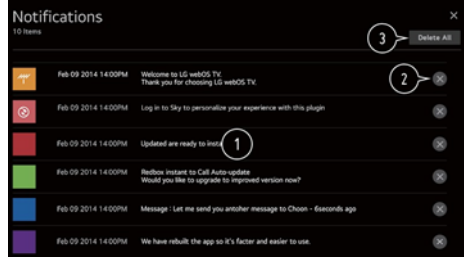 Notifications
10 Items
3
Delete All
Feb 09 2014 14:00PM
Welcome to LG webOS TV.
Thank you for choosing LG webOS TV.
2
Feb 09 2014 14:00PM
Log in to Sky to personalize your experience with this plugin
Feb 09 2014 14:00PM
Updated are ready to insta
1
Feb 09 2014 14:00PM
Redbox instant to Call Auto-update
Would you like to upgrade to improved version now?
Feb 09 2014 14:00PM
Message : Let me send you antoher message to Choon - 6seconds ago
Feb 09 2014 14:00PM
We have rebuilt the app so it's facter and easier to use.